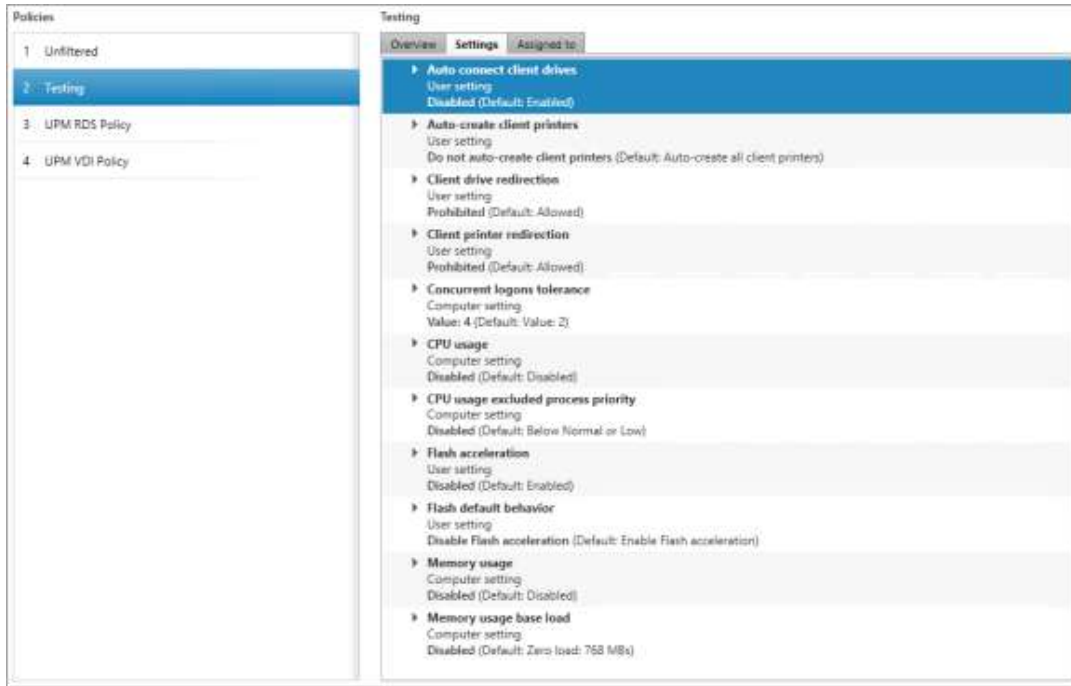 Policies
1 Unfiltered
2 Testing
3 UPM RDS Policy
4 UPM VDI Policy
Testing
Overview Settings Assigned to
Auto connect client drives
User setting
Disabled (Default: Enabled)
Auto-create client printers
User setting
Do not auto-create client printers (Default: Auto-create all client printers)
Client drive redirection
User setting
Prohibited (Default: Allowed)
Client printer redirection
User setting
Prohibited (Default: Allowed)
Concurrent logons tolerance
Computer setting
Value: 4 (Default: Value: 2)
CPU usage
Computer setting
Disabled (Default: Disabled)
CPU usage excluded process priority
Computer setting
Disabled (Default: Below Normal or Low)
Flash acceleration
User setting
Disabled (Default: Enabled)
Flash default behavior
User setting
Disable Flash acceleration (Default: Enable Flash acceleration)
Memory usage
Computer setting
Disabled (Default: Disabled)
Memory usage base load
Computer setting
Disabled (Default: Zero load: 768 MBs)